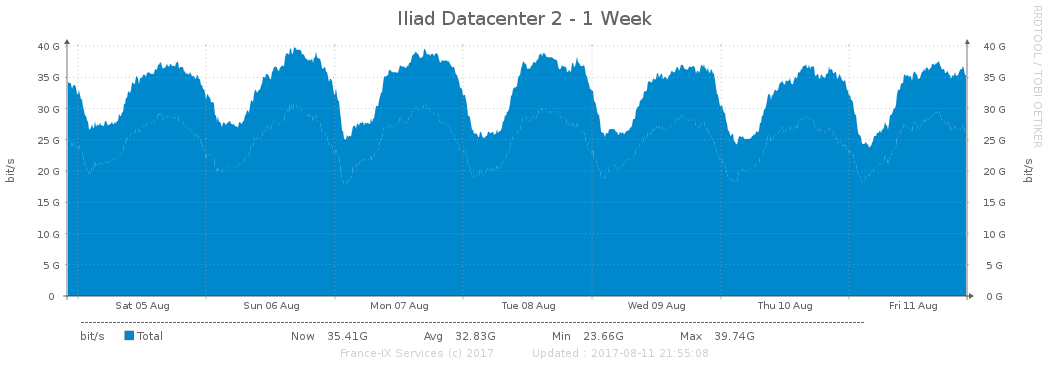 Iliad Datacenter 2 - 1 Week
RRDTOOL / TOBI OETIKER
40 G 40 G
35 G 35 G
30 G 30 G
25 G 25 G
20 G 20 G
15 G 15 G
10 G 10 G
5 G 5 G
0 0 G
bit/s bit/s
Sat 05 Aug Sun 06 Aug Mon 07 Aug Tue 08 Aug Wed 09 Aug Thu 10 Aug Fri 11 Aug
bit/s Total Now 35.41G Avg 32.83G Min 23.66G Max 39.74G
France-IX Services (c) 2017 Updated : 2017-08-11 21:55:08